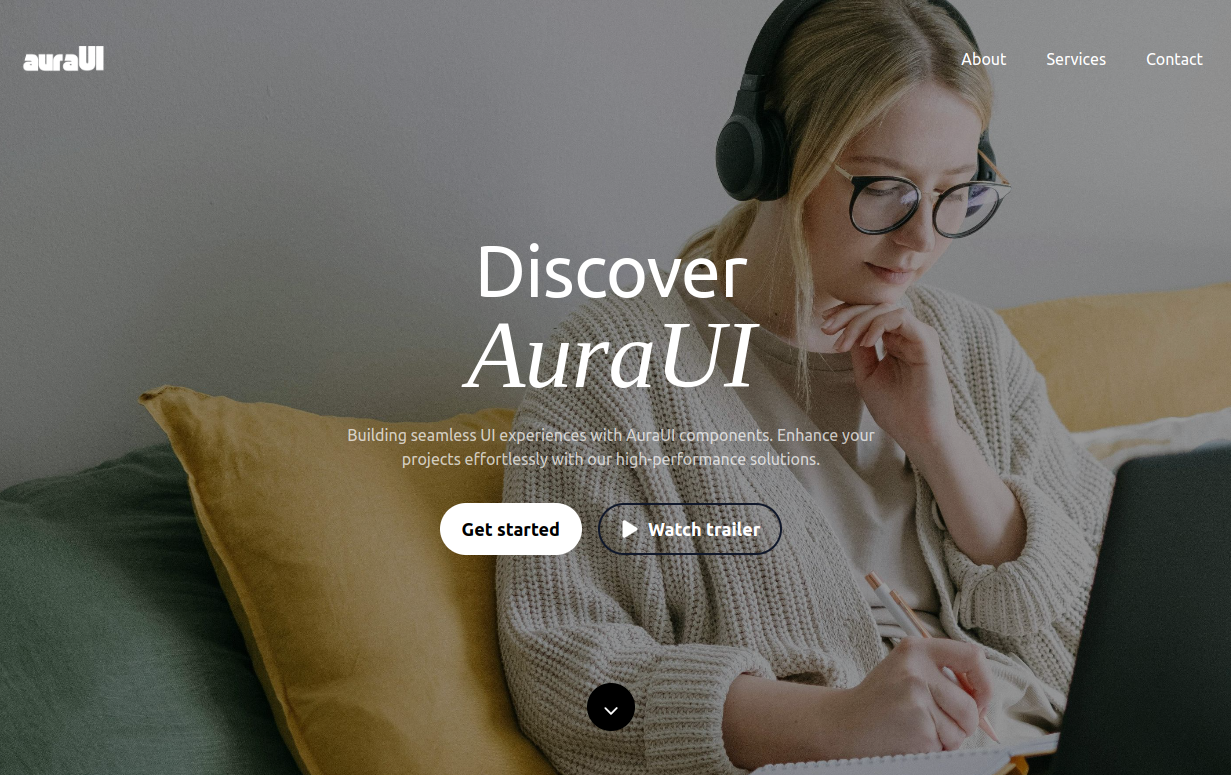 auraUI
About
Services
Contact
Discover
AuraUI
Building seamless UI experiences with AuraUI components. Enhance your
projects effortlessly with our high-performance solutions.
Get started
Watch trailer